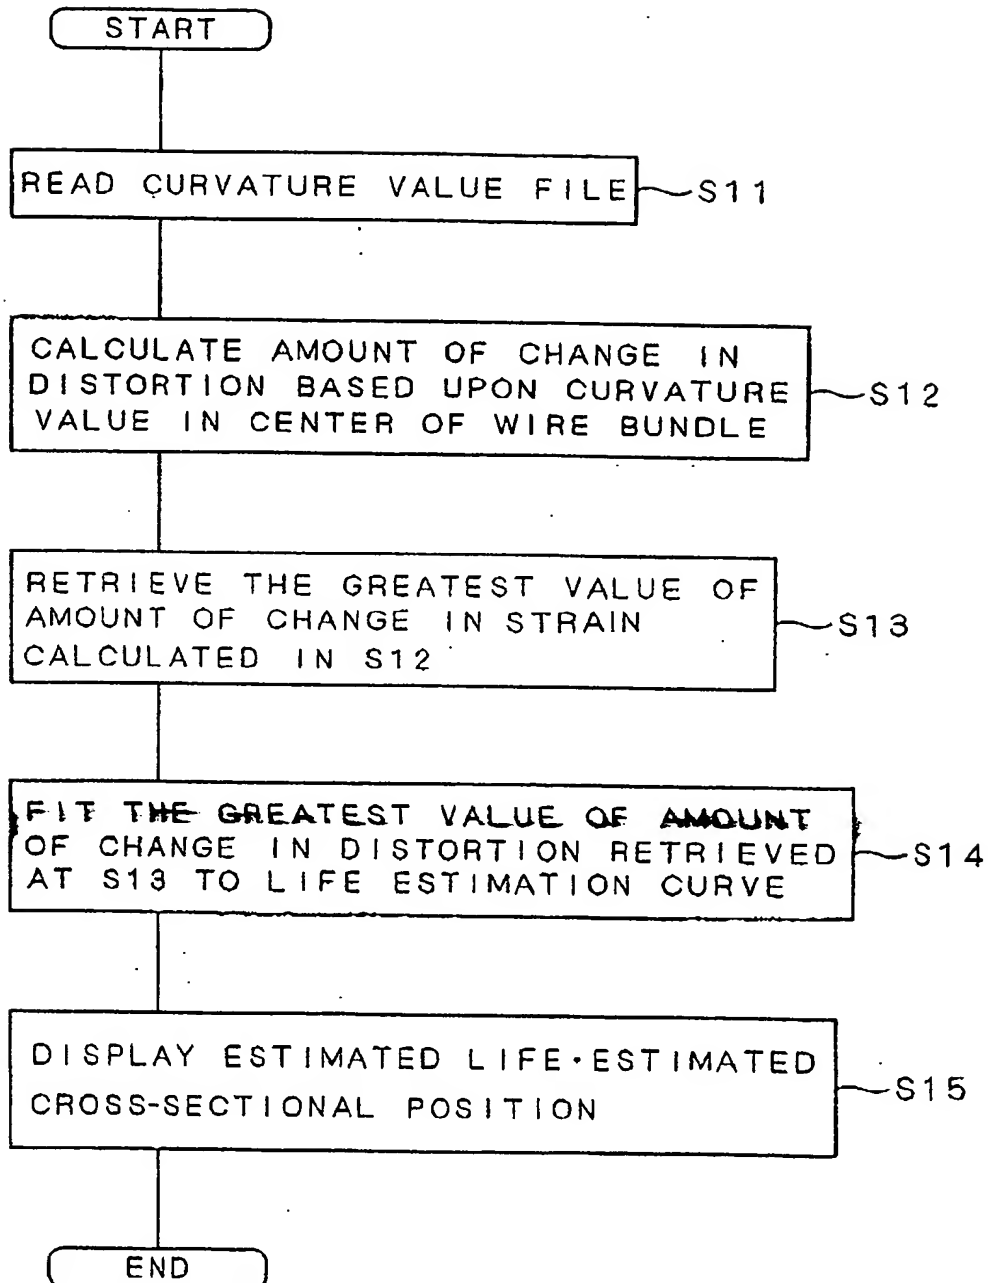 START
READ CURVATURE VALUE FILE
S11
CALCULATE AMOUNT OF CHANGE IN
DISTORTION BASED UPON CURVATURE
VALUE IN CENTER OF WIRE BUNDLE
S12
RETRIEVE THE GREATEST VALUE OF
AMOUNT OF CHANGE IN STRAIN
CALCULATED IN S12
S13
FIT THE GREATEST VALUE OF AMOUNT
OF CHANGE IN DISTORTION RETRIEVED
AT S13 TO LIFE ESTIMATION CURVE
S14
DISPLAY ESTIMATED LIFE·ESTIMATED
CROSS-SECTIONAL POSITION
S15
END